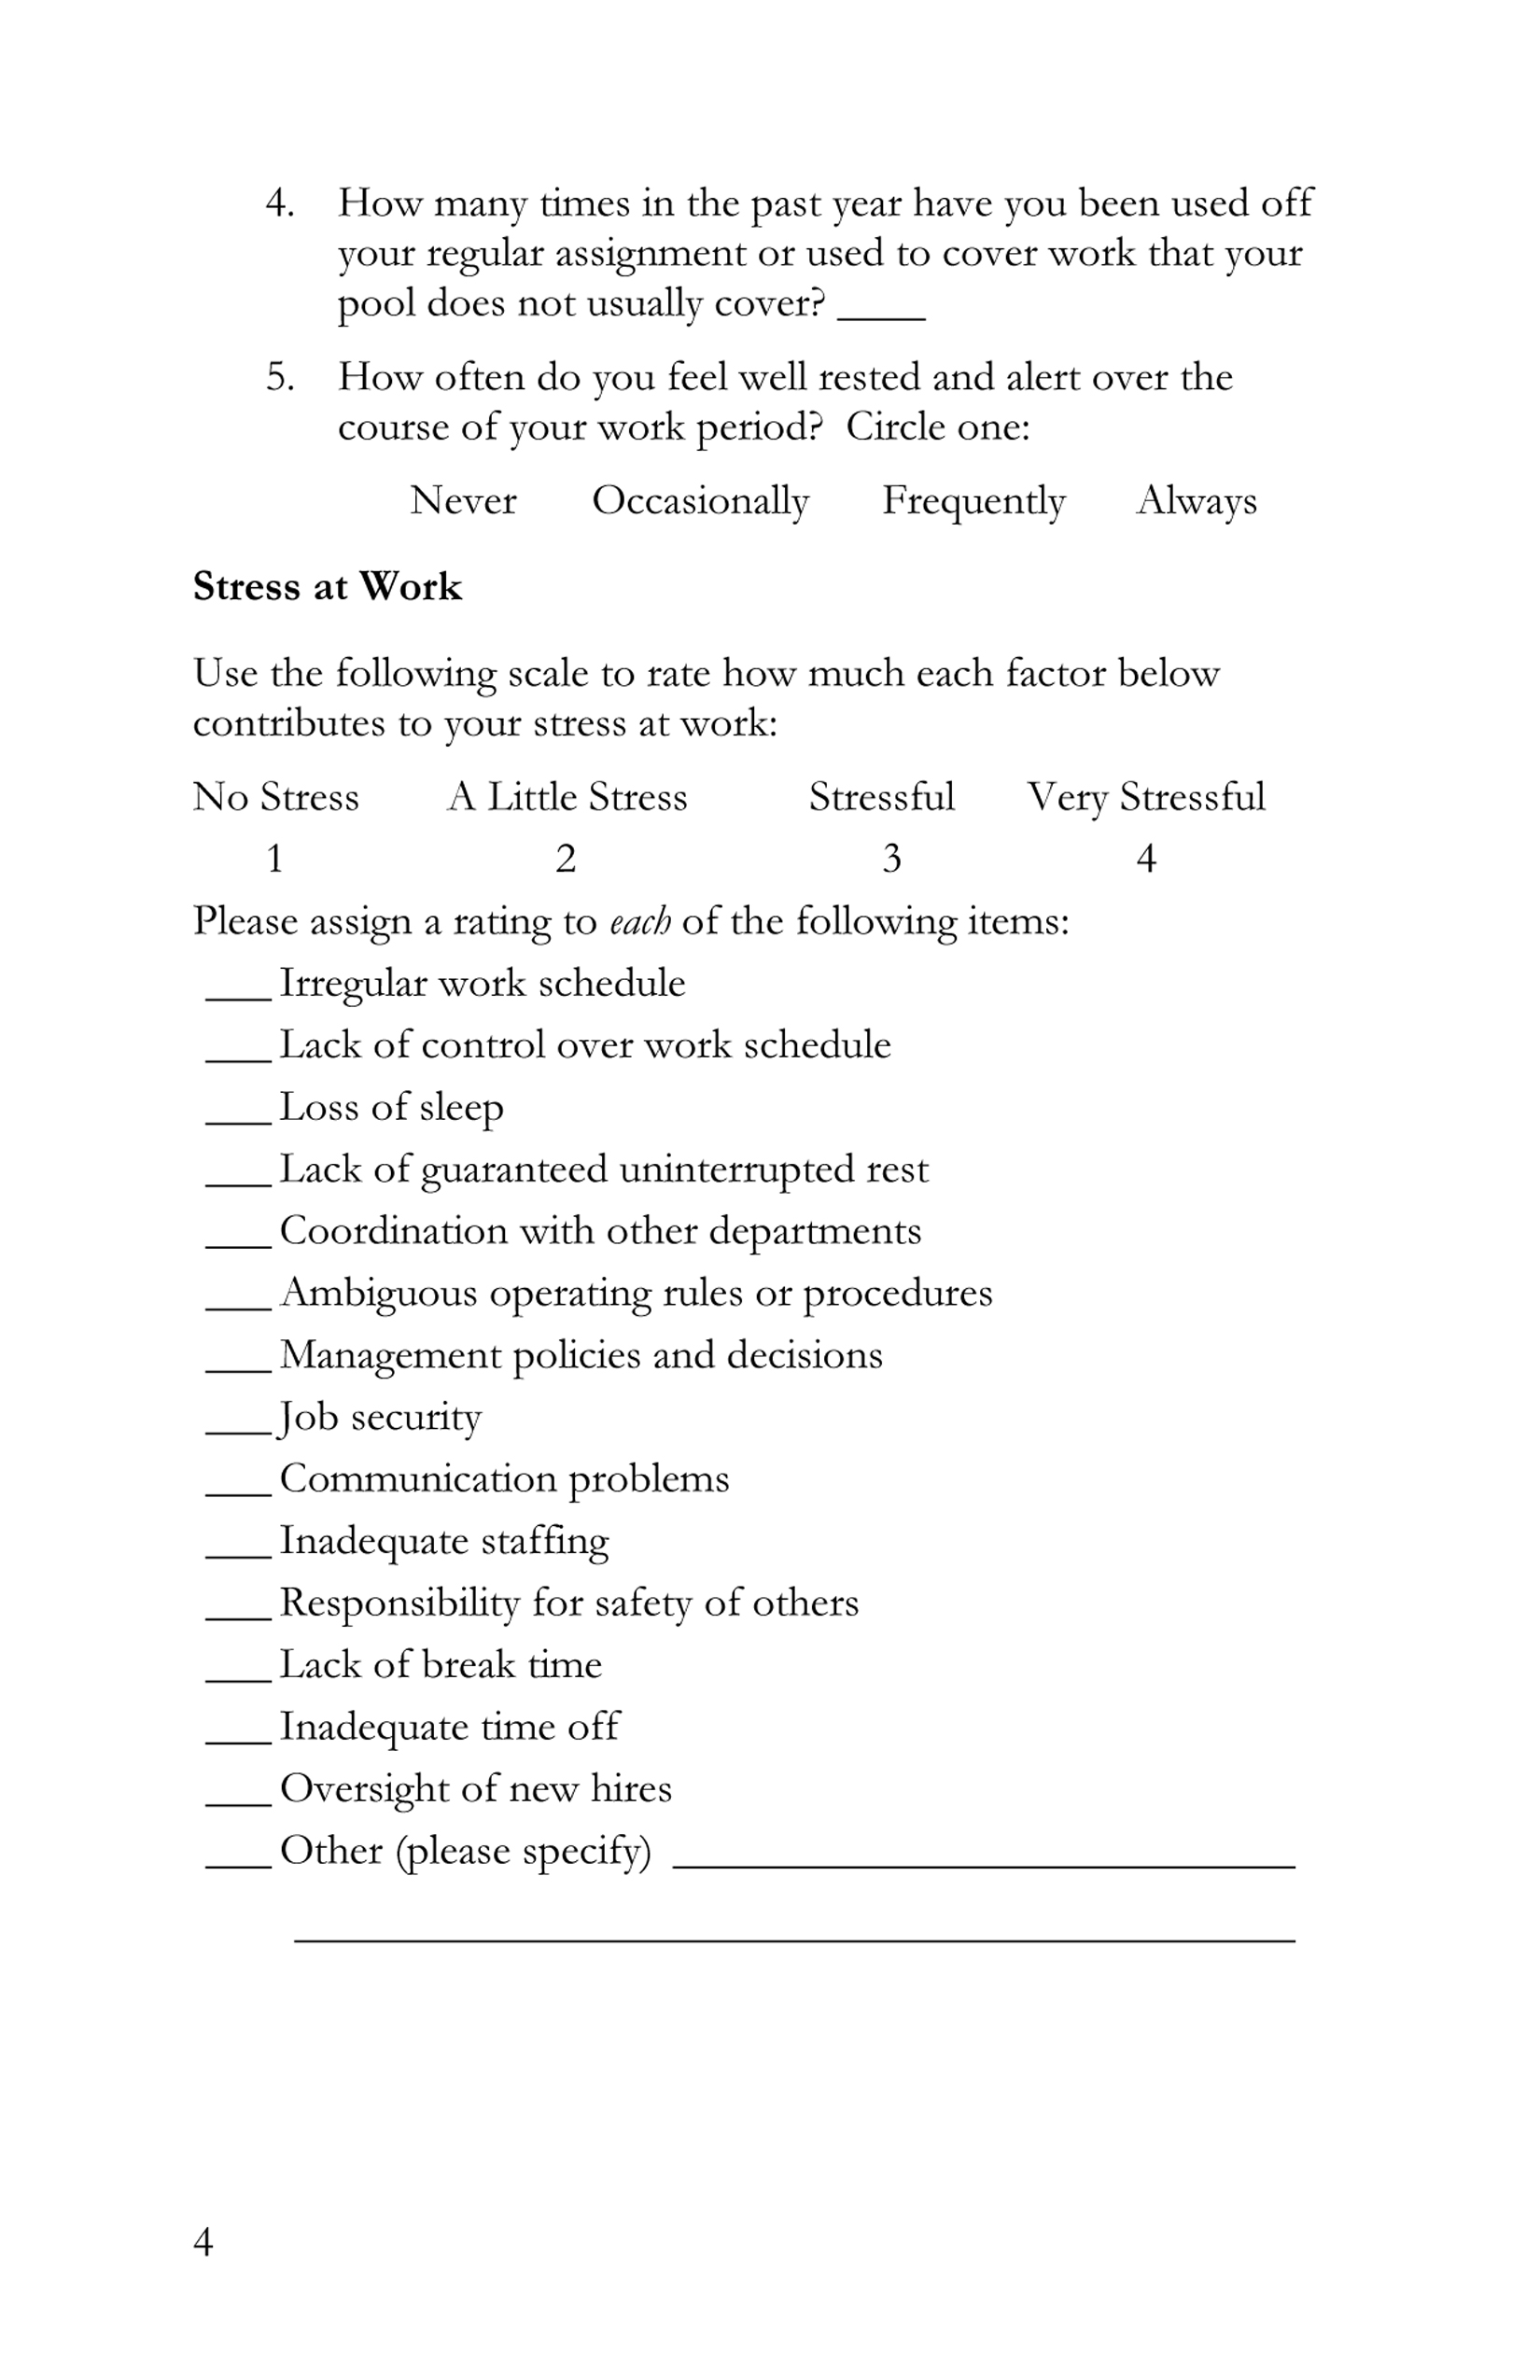 4. How many times in the past year have you been used off
your regular assignment or used to cover work that your
pool does not usually cover? ____
5. How often do you feel well rested and alert over the
course of your work period? Circle one:
Never Occasionally Frequently Always
Stress at Work
Use the following scale to rate how much each factor below
contributes to your stress at work:
No Stress A Little Stress Stressful Very Stressful
1 2 3 4
Please assign a rating to each of the following items:
___ Irregular work schedule
___ Lack of control over work schedule
___ Loss of sleep
___ Lack of guaranteed uninterrupted rest
___ Coordination with other departments
___ Ambiguous operating rules or procedures
___ Management policies and decisions
___ Job security
___ Communication problems
___ Inadequate staffing
___ Responsibility for safety of others
___ Lack of break time
___ Inadequate time off
___ Oversight of new hires
___ Other (please specify) ____________________________
4